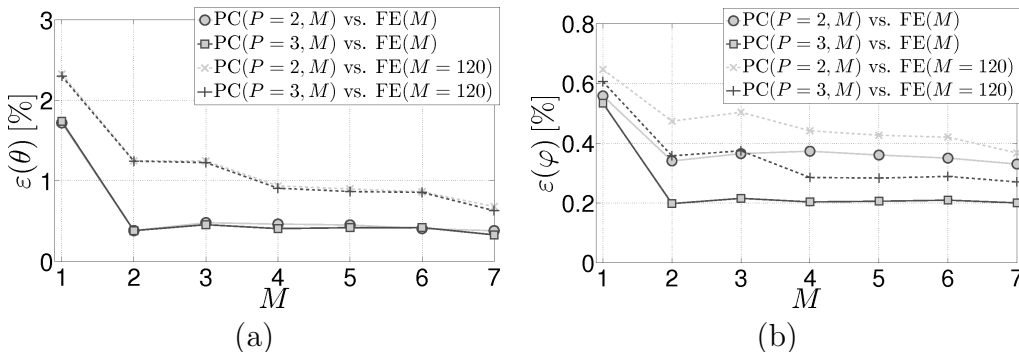 3
2
1
0
ε(θ) [%]
PC(P = 2, M) vs. FE(M)
PC(P = 3, M) vs. FE(M)
PC(P = 2, M) vs. FE(M = 120)
PC(P = 3, M) vs. FE(M = 120)
1 2 3 4 5 6 7
M
(a)
0.8
0.6
0.4
0.2
0
ε(φ) [%]
PC(P = 2, M) vs. FE(M)
PC(P = 3, M) vs. FE(M)
PC(P = 2, M) vs. FE(M = 120)
PC(P = 3, M) vs. FE(M = 120)
1 2 3 4 5 6 7
M
(b)